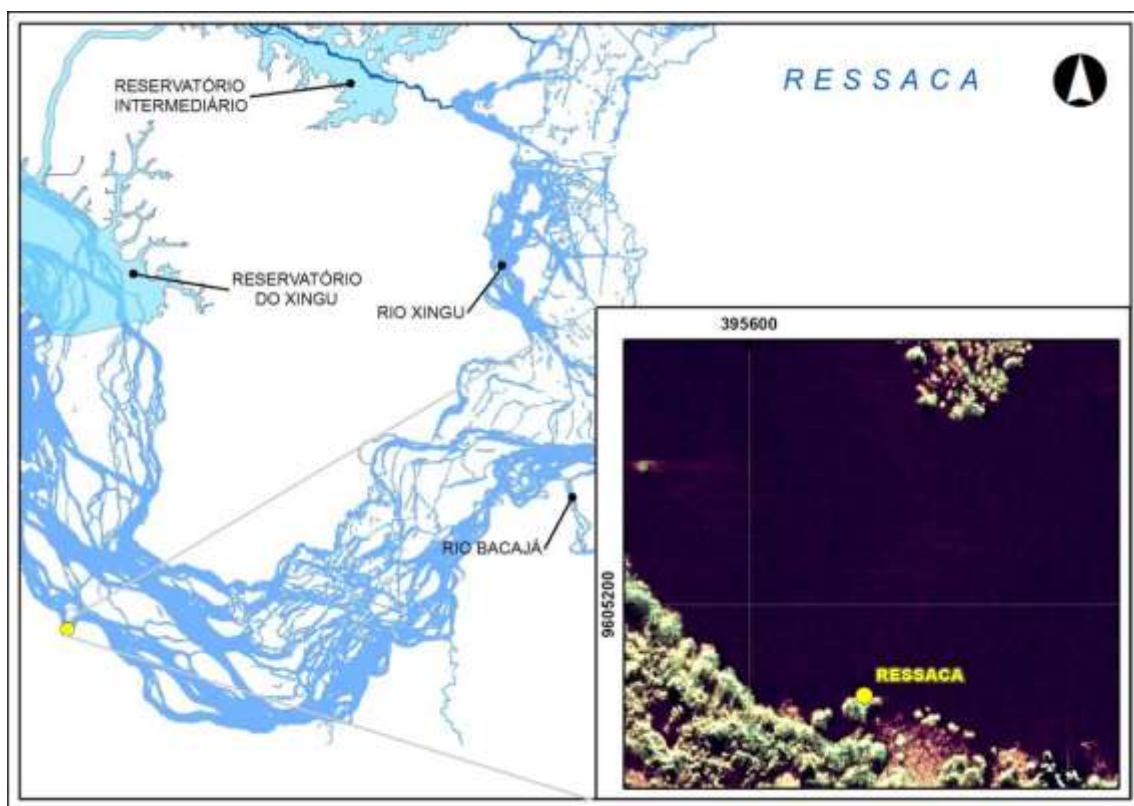 RESSACA
RESERVATÓRIO
INTERMEDIÁRIO
RESERVATÓRIO
DO XINGU
RIO XINGU
395600
RIO BACAJÁ
9605200
RESSACA